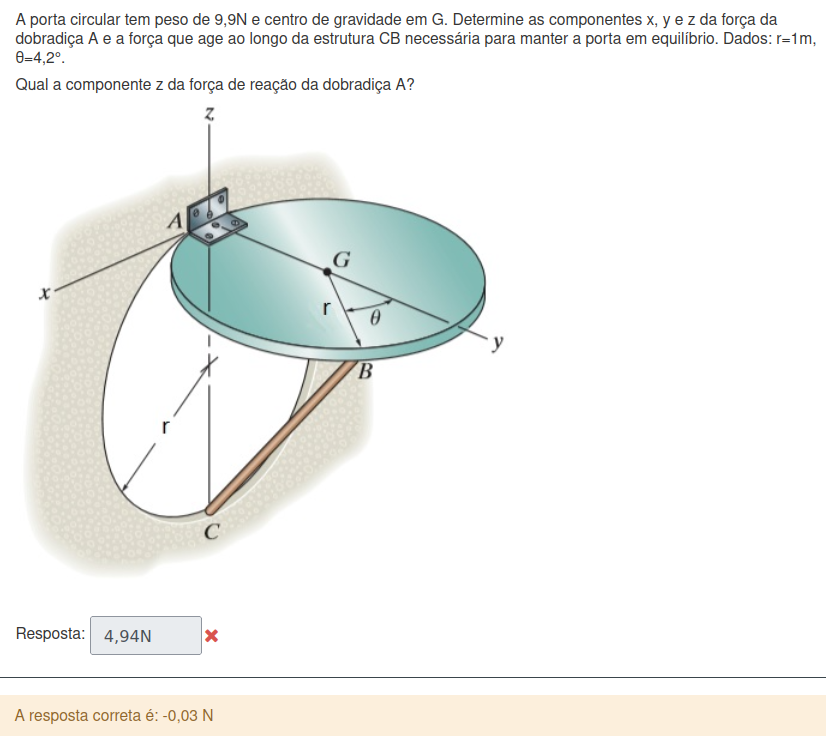 A porta circular tem peso de 9,9N e centro de gravidade em G. Determine as componentes x, y e z da força da
dobradiça A e a força que age ao longo da estrutura CB necessária para manter a porta em equilíbrio. Dados: r=1m,
θ=4,2°.
Qual a componente z da força de reação da dobradiça A?
z
A
G
x
r
θ
y
B
r
C
Resposta: 4,94N
A resposta correta é: -0,03 N